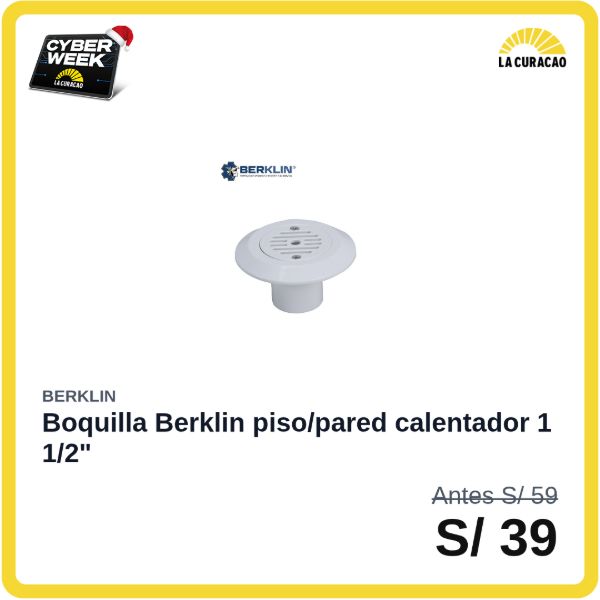 CYBER
WEEK
LA CURACAO
LA CURACAO
BERKLIN®
BERKLIN
Boquilla Berklin piso/pared calentador 1
1/2"
Antes S/ 59
S/ 39